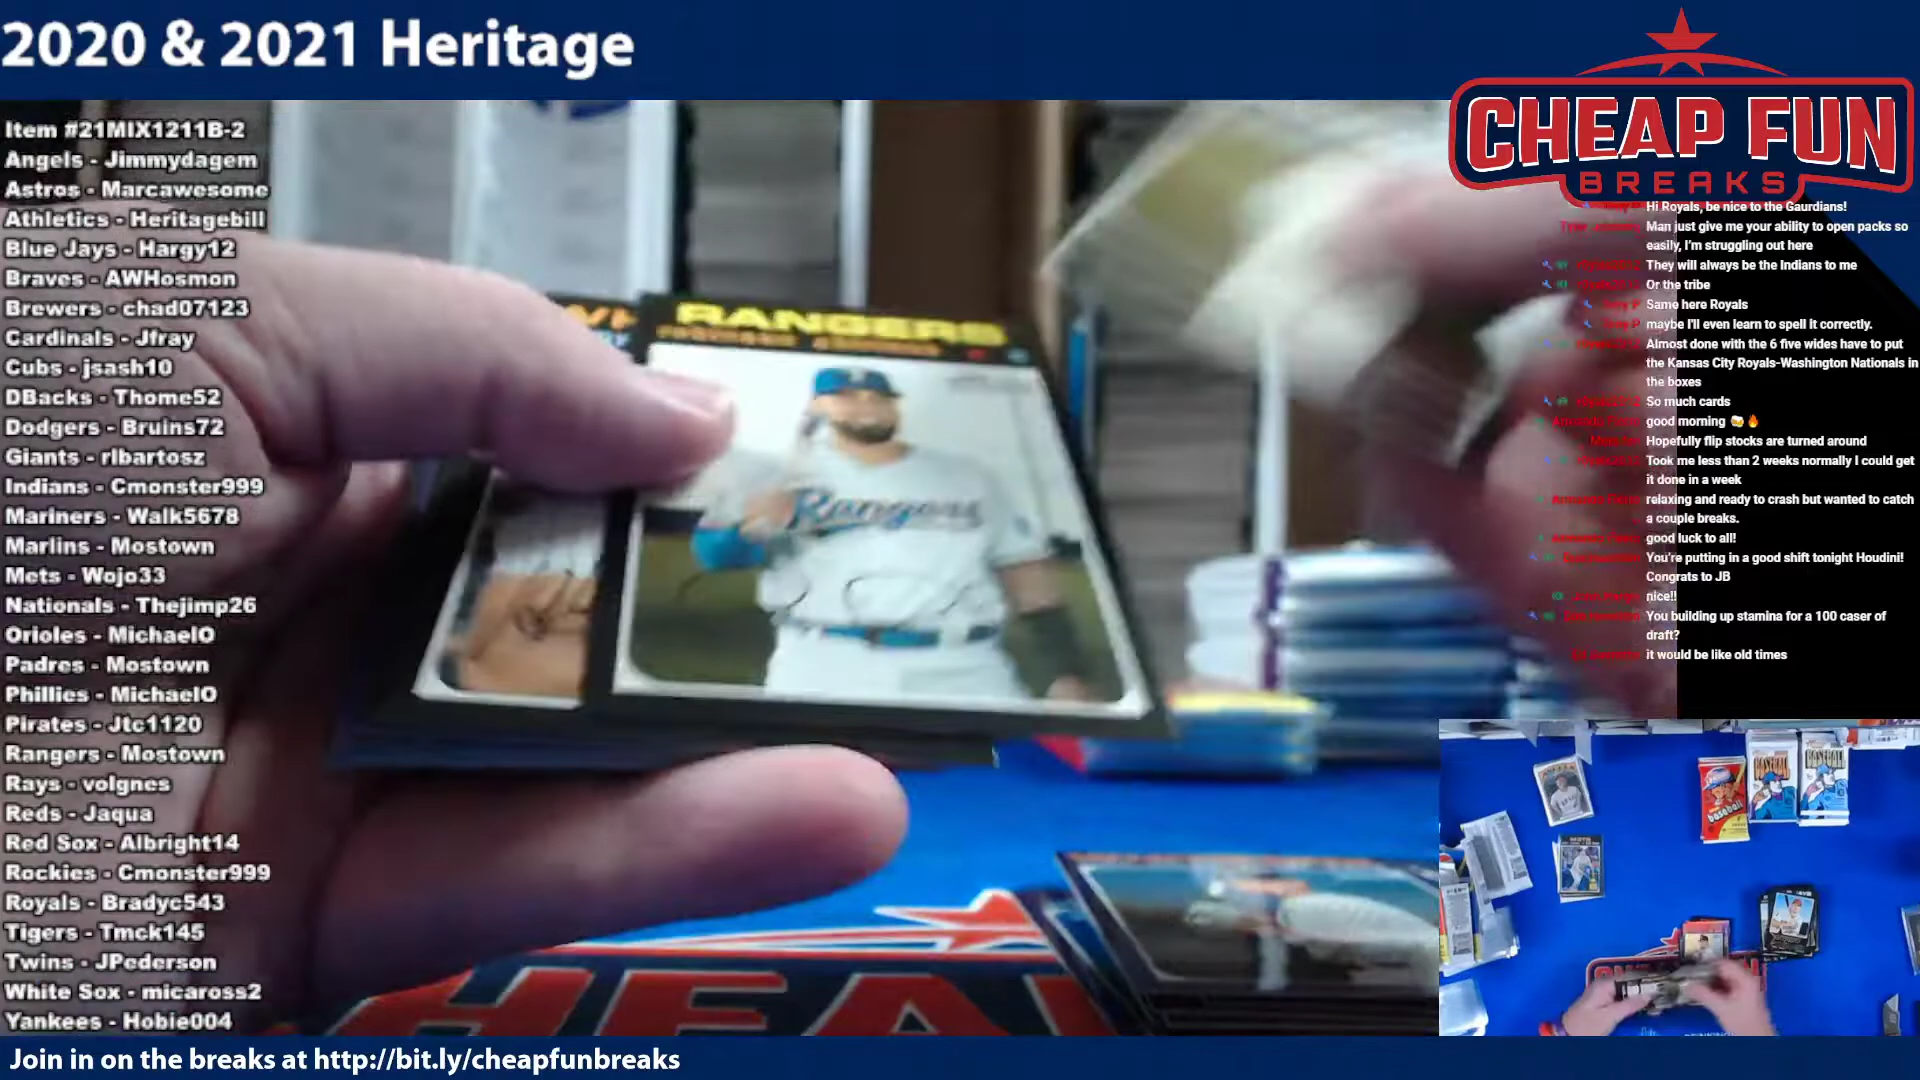 2020 & 2021 Heritage
CHEAP FUN
BREAKS
Item #21MIX1211B-2
Angels - Jimmydagem
Astros - Marcawesome
Athletics - Heritagebill
Blue Jays - Hargy12
Braves - AWHosmon
Brewers - chad07123
Cardinals - Jfray
Cubs - jsash10
DBacks - Thome52
Dodgers - Bruins72
Giants - rlbartosz
Indians - Cmonster999
Mariners - Walk5678
Marlins - Mostown
Mets - Wojo33
Nationals - Thejimp26
Orioles - MichaelO
Padres - Mostown
Phillies - MichaelO
Pirates - Jtc1120
Rangers - Mostown
Rays - volgnes
Reds - Jaqua
Red Sox - Albright14
Rockies - Cmonster999
Royals - Bradyc543
Tigers - Tmck145
Twins - JPederson
White Sox - micaross2
Yankees - Hobie004
RANGERS
Rangers
HEA
Hi Royals, be nice to the Gaurdians!
Man just give me your ability to open packs so
easily, I'm struggling out here
They will always be the Indians to me
Or the tribe
Same here Royals
maybe I'll even learn to spell it correctly.
Almost done with the 6 five wides have to put
the Kansas City Royals-Washington Nationals in
the boxes
So much cards
good morning 🍻🔥
Hopefully flip stocks are turned around
Took me less than 2 weeks normally I could get
it done in a week
relaxing and ready to crash but wanted to catch
a couple breaks.
good luck to all!
You're putting in a good shift tonight Houdini!
Congrats to JB
nice!!
You building up stamina for a 100 caser of
draft?
it would be like old times
BASEBALL
BASEBALL
baseball
Join in on the breaks at http://bit.ly/cheapfunbreaks